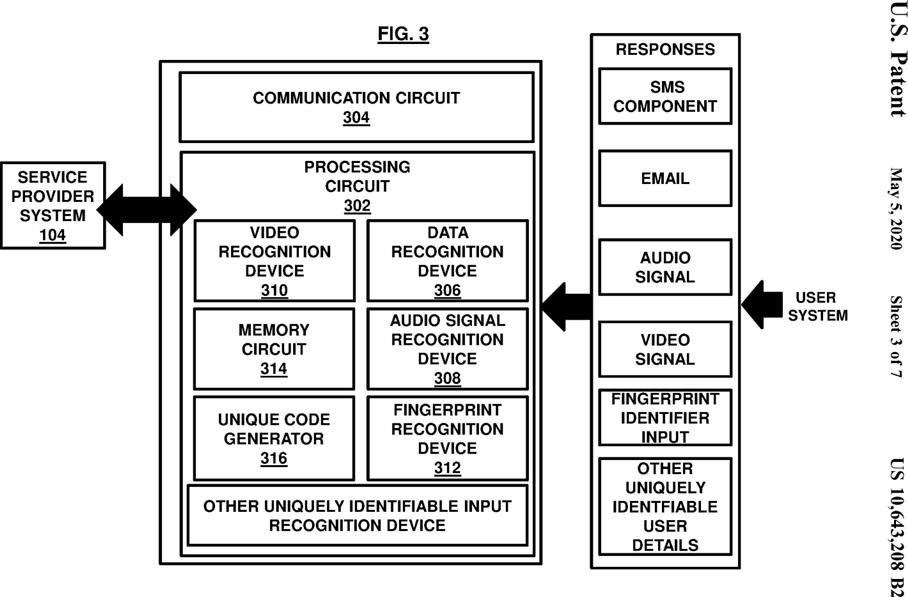 FIG. 3
SERVICE
PROVIDER
SYSTEM
104
COMMUNICATION CIRCUIT
304
PROCESSING
CIRCUIT
302
VIDEO
RECOGNITION
DEVICE
310
DATA
RECOGNITION
DEVICE
306
MEMORY
CIRCUIT
314
AUDIO SIGNAL
RECOGNITION
DEVICE
308
UNIQUE CODE
GENERATOR
316
FINGERPRINT
RECOGNITION
DEVICE
312
OTHER UNIQUELY IDENTIFIABLE INPUT
RECOGNITION DEVICE
RESPONSES
SMS
COMPONENT
EMAIL
AUDIO
SIGNAL
VIDEO
SIGNAL
FINGERPRINT
IDENTIFIER
INPUT
OTHER
UNIQUELY
IDENTFIABLE
USER
DETAILS
USER
SYSTEM
U.S. Patent
May 5, 2020
Sheet 3 of 7
US 10,643,208 B2